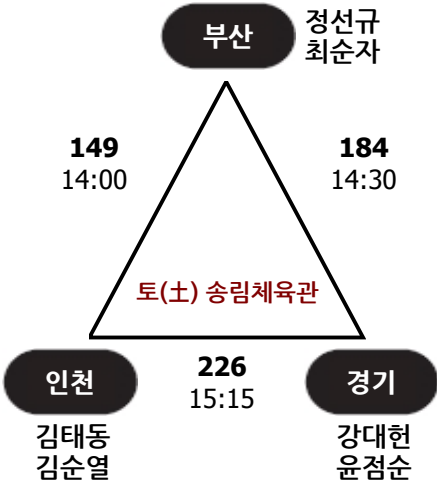 부산
정선규
최순자
149
14:00
184
14:30
토(土) 송림체육관
인천
226
15:15
경기
김태동
김순열
강대헌
윤점순